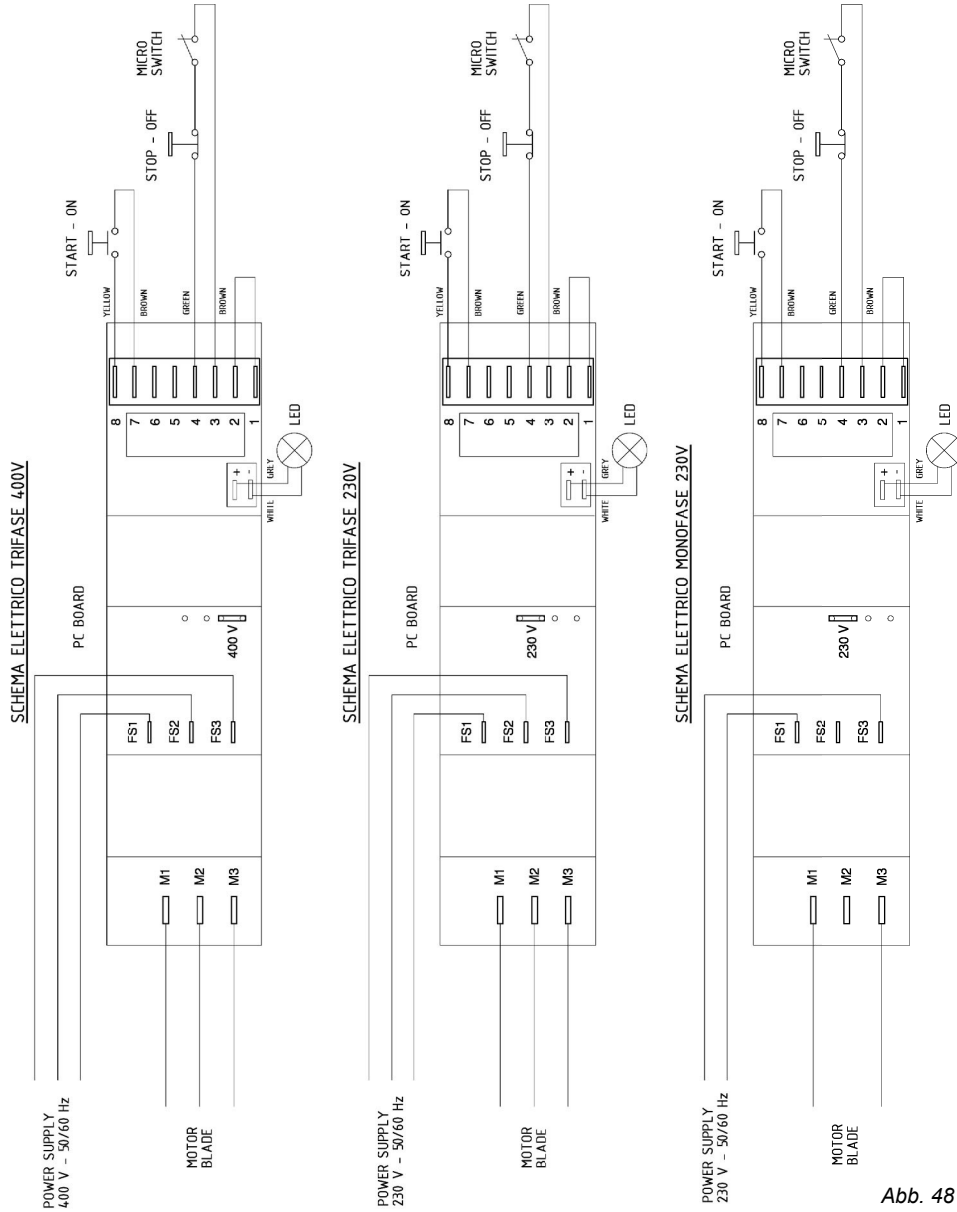 SCHEMA ELETTRICO TRIFASE 400V
POWER SUPPLY
400 V - 50/60 Hz
PC BOARD
START - ON
STOP - OFF
MICRO
SWITCH
MOTOR
BLADE
M1
M2
M3
FS1
FS2
FS3
400 V
WHITE
GREY
+
-
LED
8
7
6
5
4
3
2
1
YELLOW
BROWN
GREEN
BROWN
SCHEMA ELETTRICO TRIFASE 230V
POWER SUPPLY
230 V - 50/60 Hz
PC BOARD
START - ON
STOP - OFF
MICRO
SWITCH
MOTOR
BLADE
M1
M2
M3
FS1
FS2
FS3
230 V
WHITE
GREY
+
-
LED
8
7
6
5
4
3
2
1
YELLOW
BROWN
GREEN
BROWN
SCHEMA ELETTRICO MONOFASE 230V
POWER SUPPLY
230 V - 50/60 Hz
PC BOARD
START - ON
STOP - OFF
MICRO
SWITCH
MOTOR
BLADE
M1
M2
M3
FS1
FS2
FS3
230 V
WHITE
GREY
+
-
LED
8
7
6
5
4
3
2
1
YELLOW
BROWN
GREEN
BROWN
Abb. 48